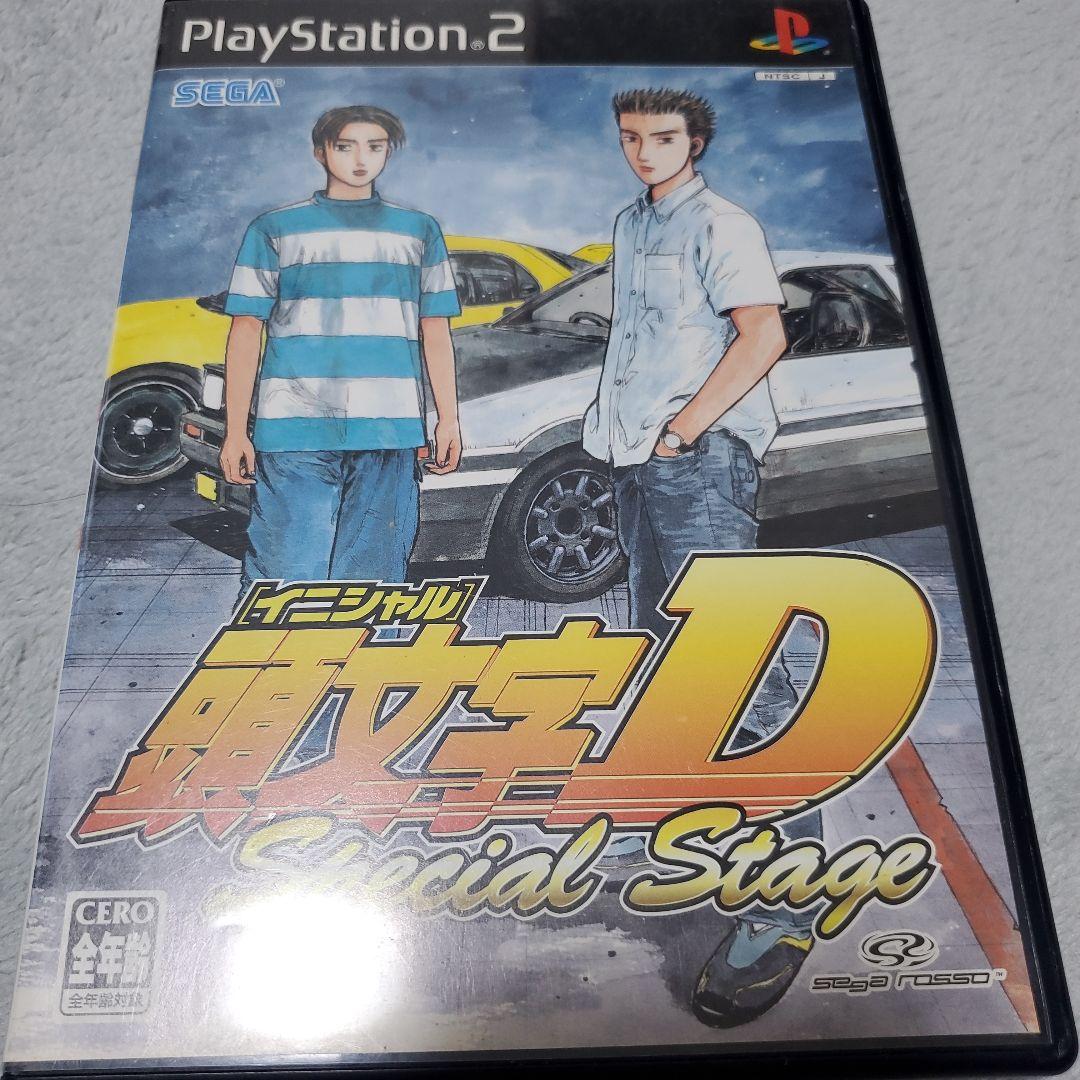 PlayStation®2
NTSC J
SEGA®
[イニシャル]
頭文字D
Special Stage
CERO
全年齢
全年齢対象
sega rosso™